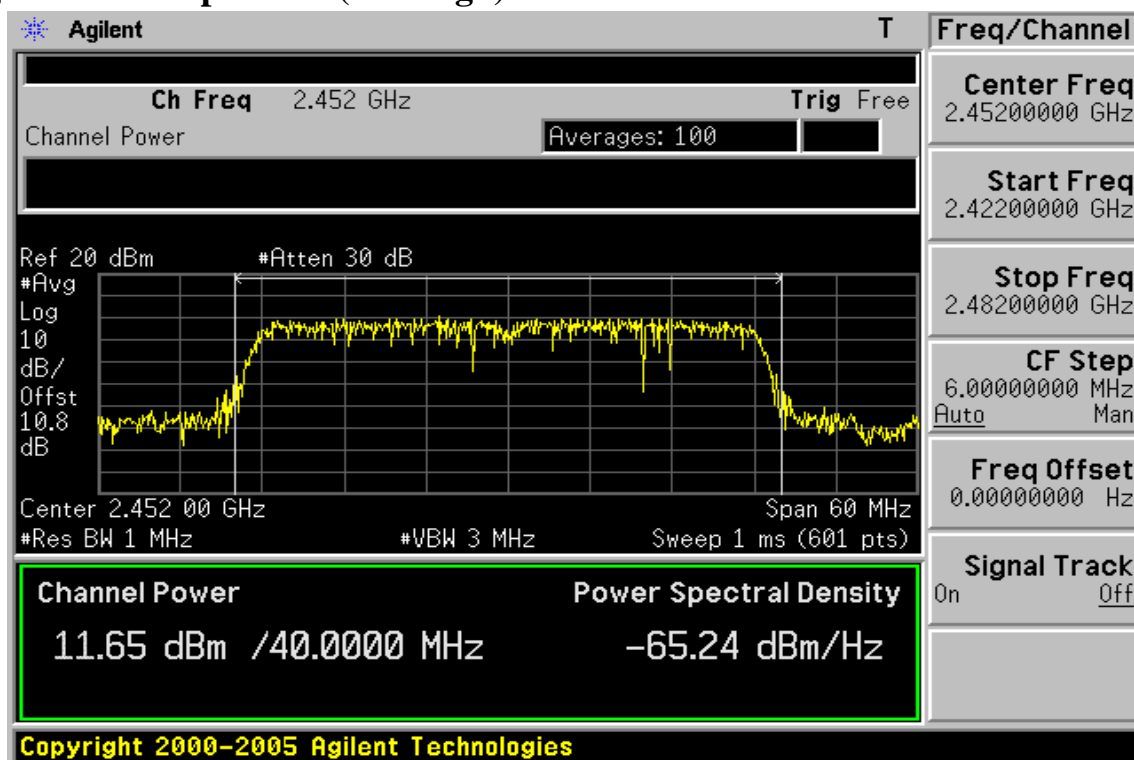 Agilent T
Freq/Channel
Ch Freq 2.452 GHz Trig Free
Channel Power Averages: 100
Ref 20 dBm #Atten 30 dB
#Avg
Log
10
dB/
Offst
10.8
dB
Center 2.452 00 GHz Span 60 MHz
#Res BW 1 MHz #VBW 3 MHz Sweep 1 ms (601 pts)
Channel Power Power Spectral Density
11.65 dBm /40.0000 MHz -65.24 dBm/Hz
Copyright 2000-2005 Agilent Technologies
Center Freq
2.45200000 GHz
Start Freq
2.42200000 GHz
Stop Freq
2.48200000 GHz
CF Step
6.00000000 MHz
Auto Man
Freq Offset
0.00000000 Hz
Signal Track
On Off